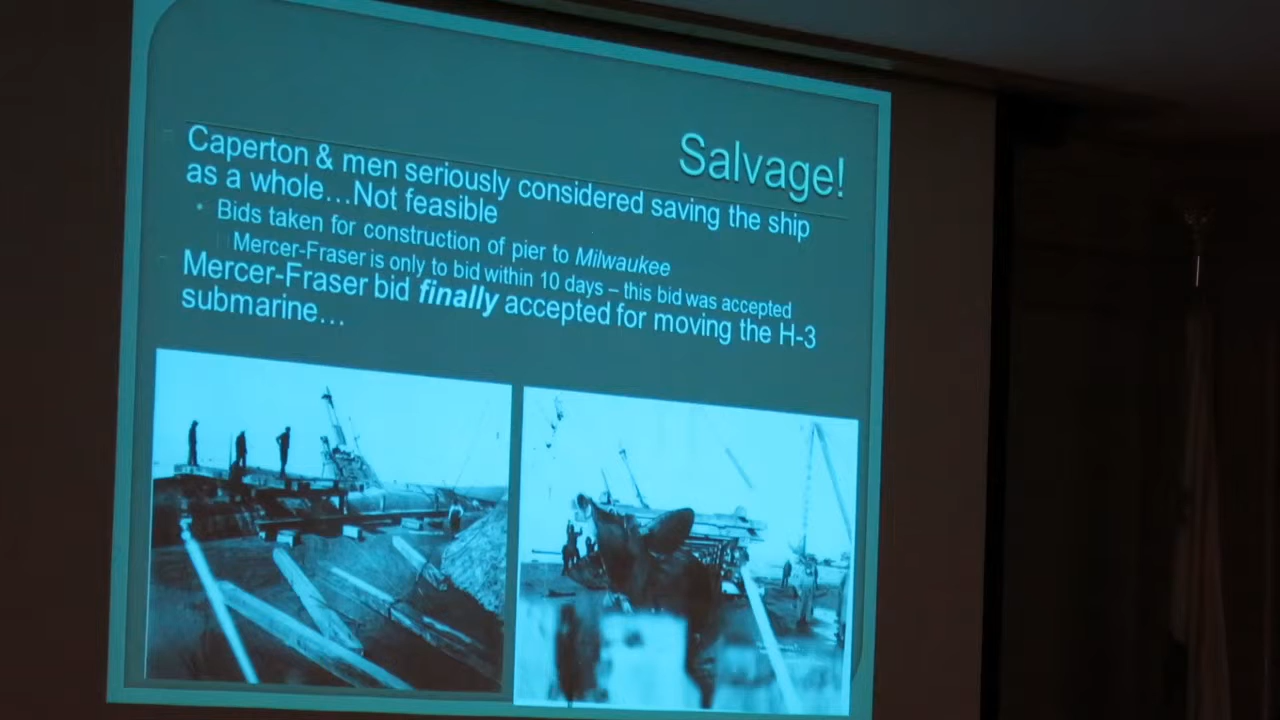 Salvage!
Caperton & men seriously considered saving the ship
as a whole…Not feasible
• Bids taken for construction of pier to Milwaukee
Mercer-Fraser is only to bid within 10 days – this bid was accepted
Mercer-Fraser bid finally accepted for moving the H-3
submarine…